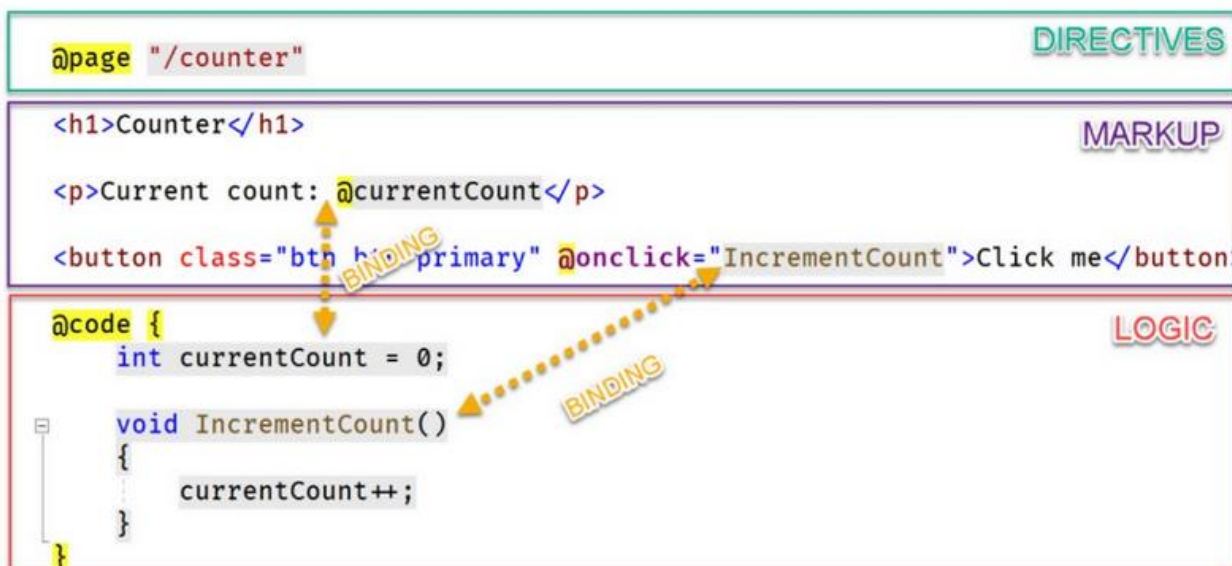 DIRECTIVES
@page "/counter"
MARKUP
<h1>Counter</h1>
<p>Current count: @currentCount</p>
<button class="btn btn-primary" @onclick="IncrementCount">Click me</button>
BINDING
LOGIC
@code {
int currentCount = 0;
BINDING
void IncrementCount()
{
currentCount++;
}
}